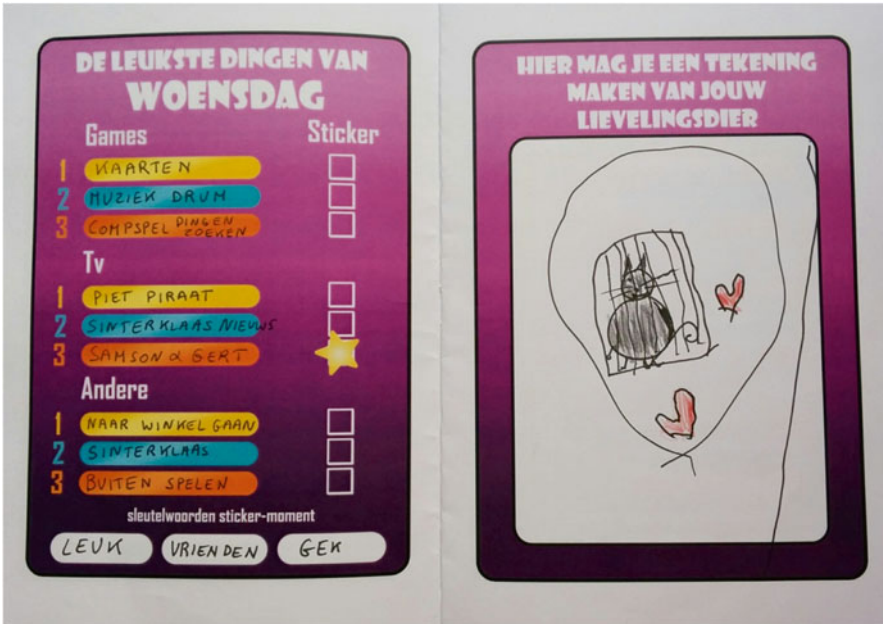 DE LEUKSTE DINGEN VAN
WOENSDAG
Games Sticker
1 KAARTEN
2 MUZIEK DRUM
3 COMPSPEL DINGEN ZOEKEN
Tv
1 PIET PIRAAT
2 SINTERKLAAS NIEUWS
3 SAMSON & GERT
Andere
1 NAAR WINKEL GAAN
2 SINTERKLAAS
3 BUITEN SPELEN
sleutelwoorden sticker-moment
LEUK VRIENDEN GEK
HIER MAG JE EEN TEKENING
MAKEN VAN JOUW
LIEVELINGSDIER